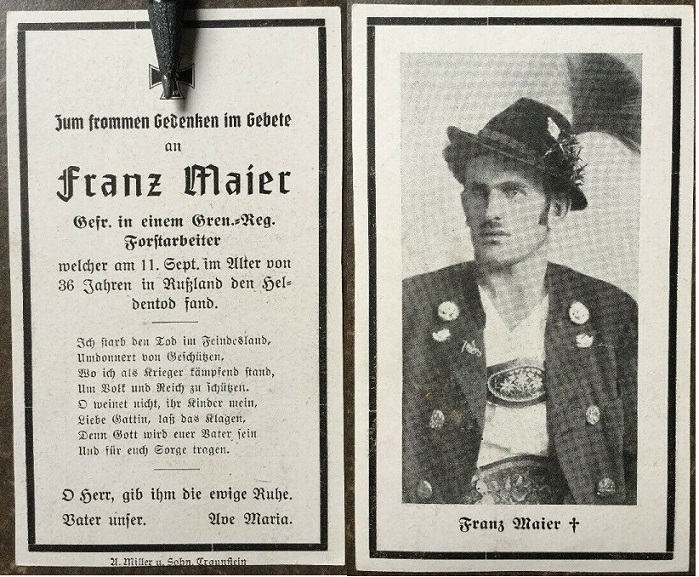 Zum frommen Gedenken im Gebete
an
Franz Maier
Gefr. in einem Gren.-Reg.
Forstarbeiter
welcher am 11. Sept. im Alter von
36 Jahren in Rußland den Hel-
dentod fand.
Ich starb den Tod im Feindesland,
Umdonnert von Geschützen,
Wo ich als Krieger kämpfend stand,
Um Volk und Reich zu schützen.
O weinet nicht, ihr Kinder mein,
Liebe Gattin, laß das Klagen,
Denn Gott wird euer Vater sein
Und für euch Sorge tragen.
O Herr, gib ihm die ewige Ruhe.
Vater unser. Ave Maria.
A. Miller u. Sohn, Traunstein
Franz Maier †